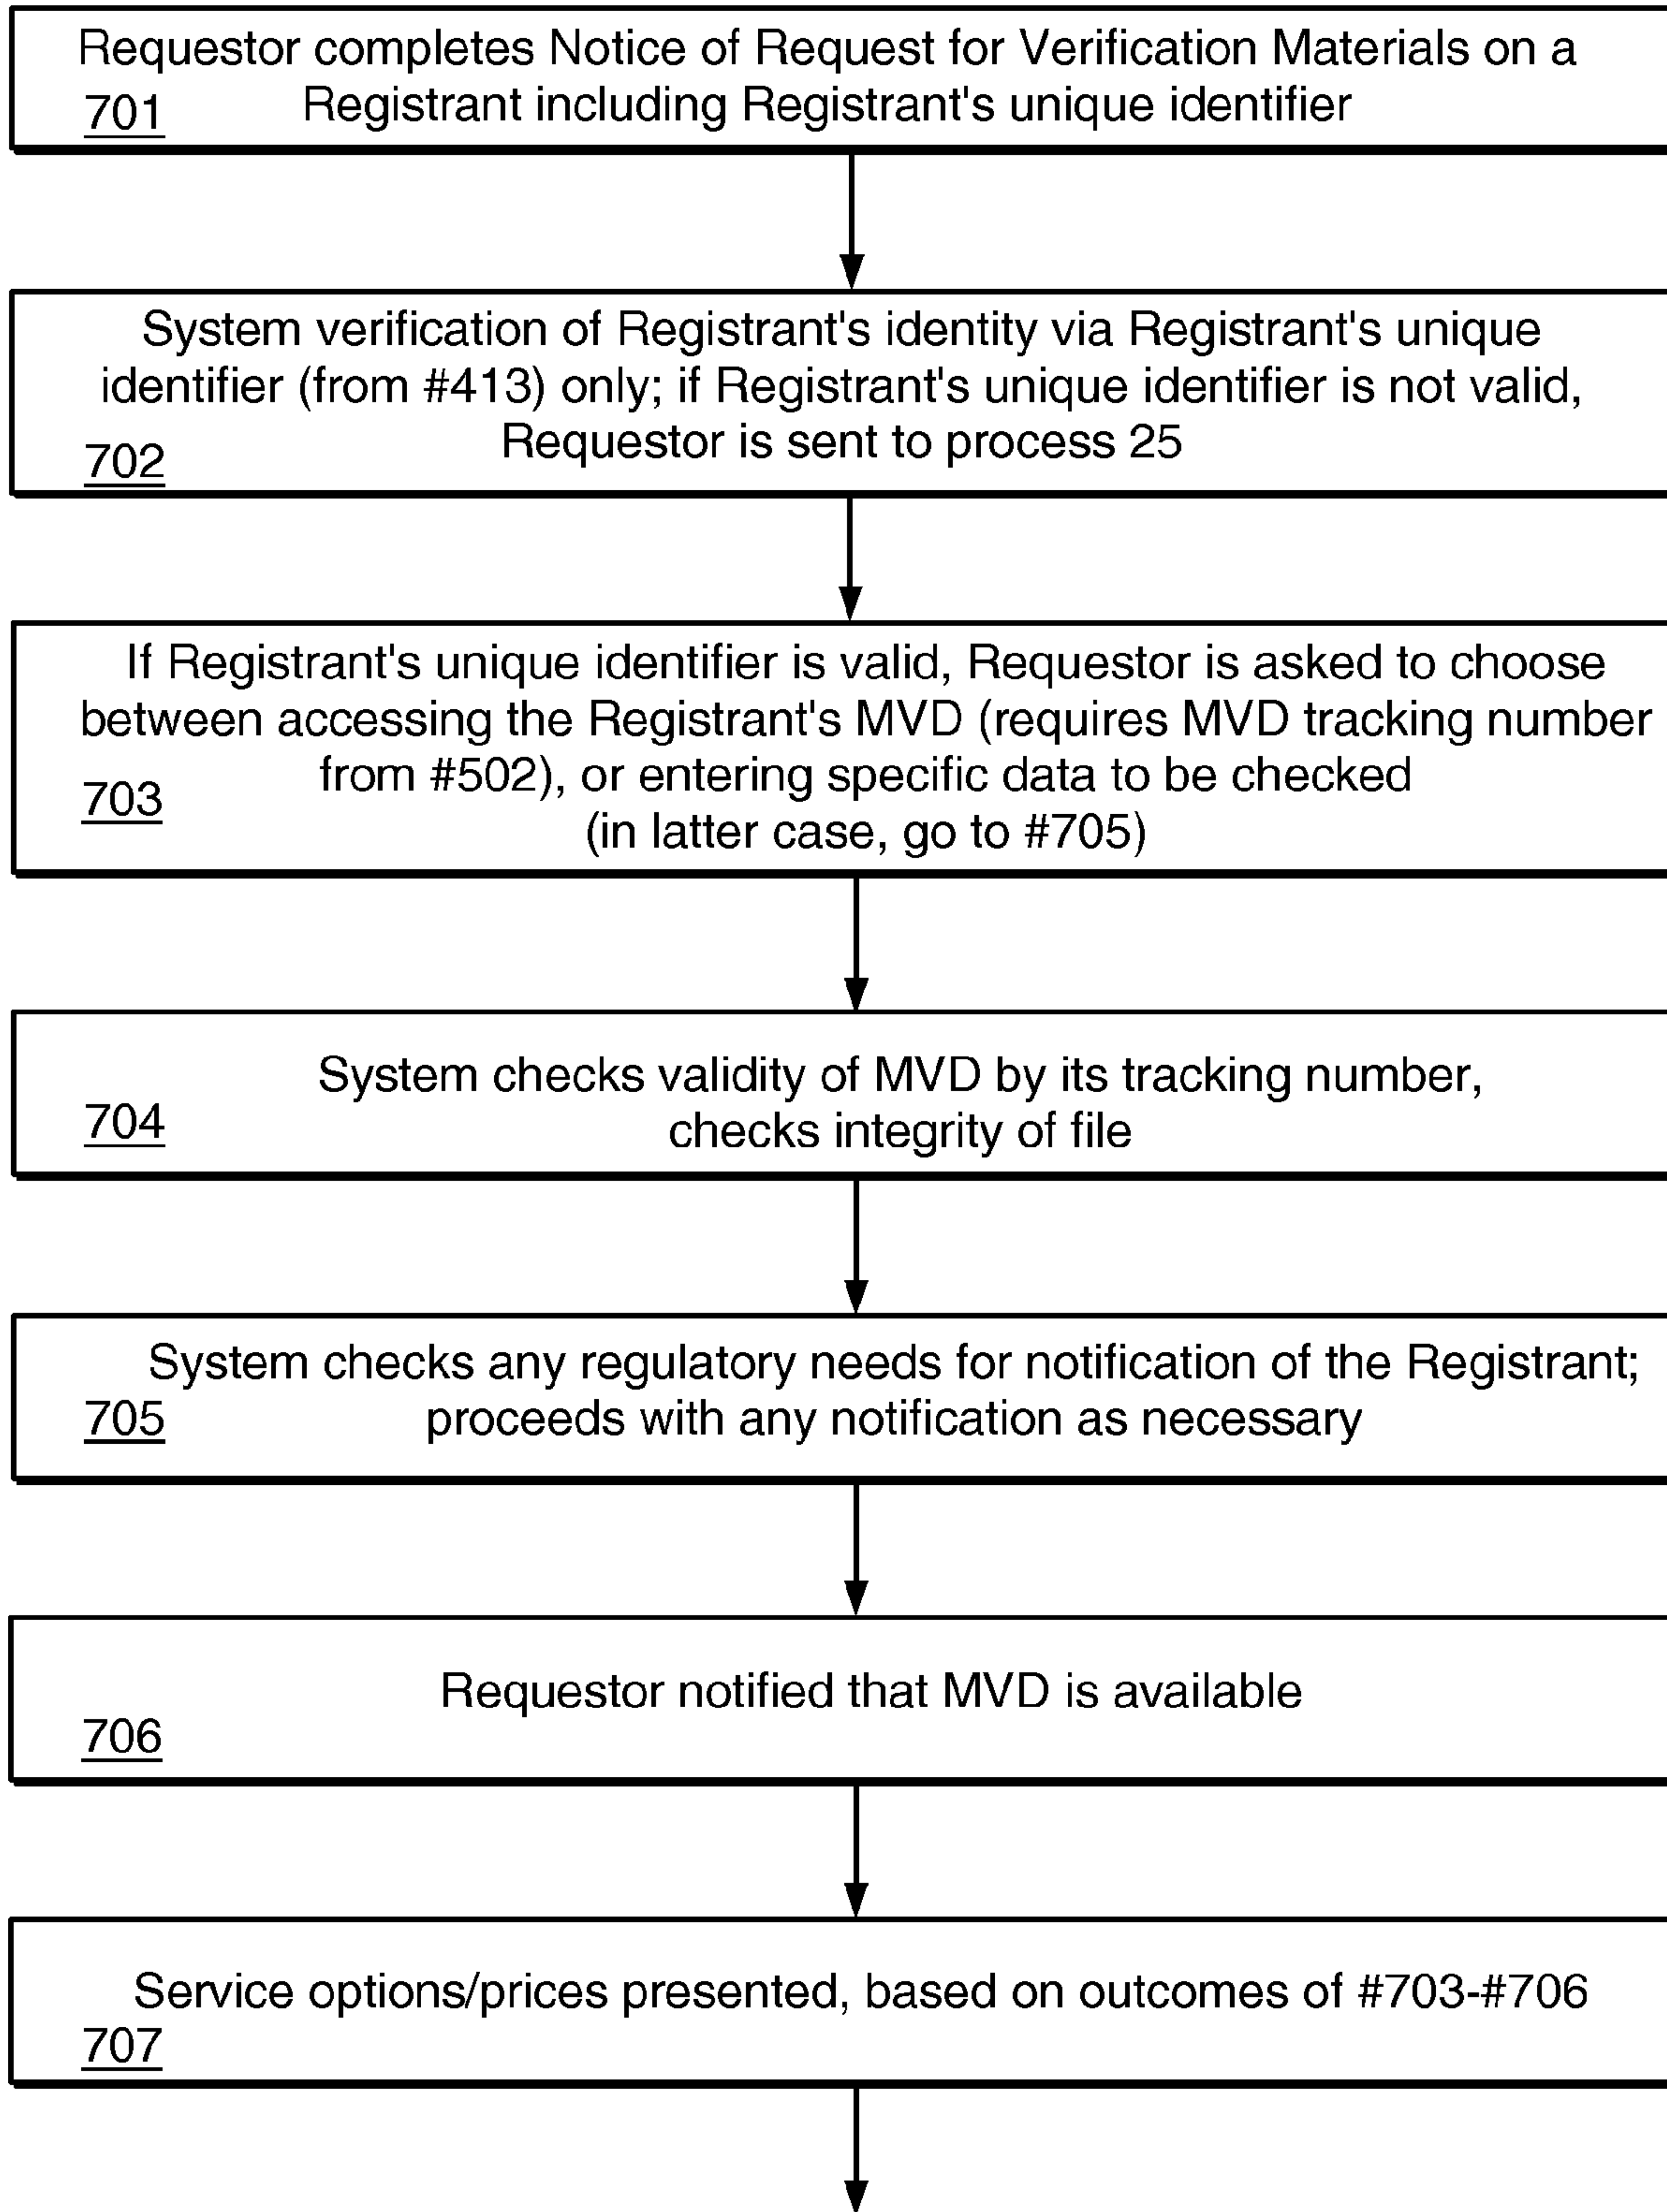 Requestor completes Notice of Request for Verification Materials on a
Registrant including Registrant's unique identifier
701
System verification of Registrant's identity via Registrant's unique
identifier (from #413) only; if Registrant's unique identifier is not valid,
Requestor is sent to process 25
702
If Registrant's unique identifier is valid, Requestor is asked to choose
between accessing the Registrant's MVD (requires MVD tracking number
from #502), or entering specific data to be checked
703
(in latter case, go to #705)
System checks validity of MVD by its tracking number,
704
checks integrity of file
System checks any regulatory needs for notification of the Registrant;
705
proceeds with any notification as necessary
Requestor notified that MVD is available
706
Service options/prices presented, based on outcomes of #703-#706
707